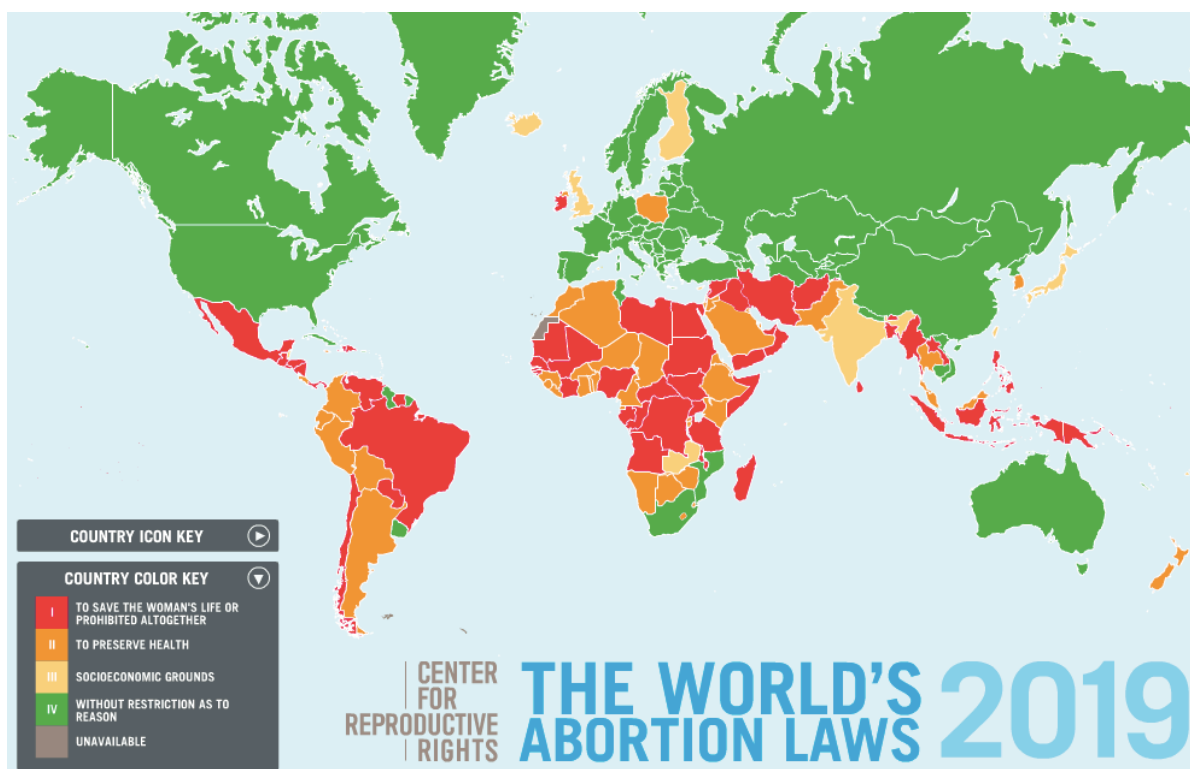 COUNTRY ICON KEY
COUNTRY COLOR KEY
I
TO SAVE THE WOMAN'S LIFE OR
PROHIBITED ALTOGETHER
II
TO PRESERVE HEALTH
III
SOCIOECONOMIC GROUNDS
IV
WITHOUT RESTRICTION AS TO
REASON
UNAVAILABLE
CENTER
FOR
REPRODUCTIVE
RIGHTS
THE WORLD'S
ABORTION LAWS
2019